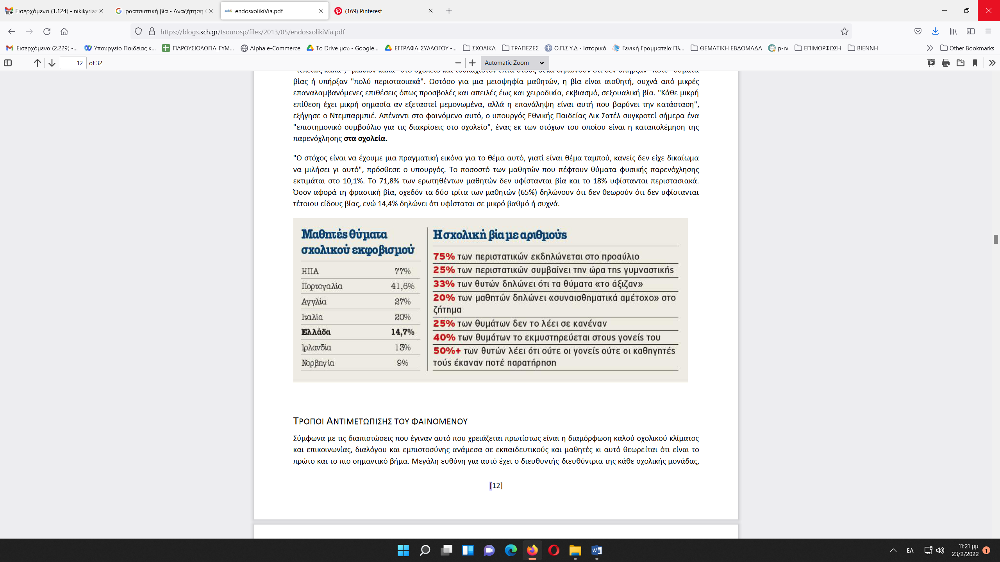 Εισερχόμενα (1.124) - nikikyriaz
ραατσιστική βία - Αναζήτηση
endosxolikiVia.pdf
(169) Pinterest
https://blogs.sch.gr/tsourosp/files/2013/05/endosxolikiVia.pdf
Εισερχόμενα (2.229) -...
Υπουργείο Παιδείας κ...
ΠΑΡΟΥΣΙΟΛΟΓΙΑ_ΓΥΜ...
Alpha e-Commerce
Το Drive μου - Google...
ΕΓΓΡΑΦΑ_ΣΥΛΛΟΓΟΥ -...
ΣΧΟΛΙΚΑ
ΤΡΑΠΕΖΕΣ
Ο.Π.ΣΥ.Δ - Ιστορικό
Γενική Γραμματεία Πλ...
ΘΕΜΑΤΙΚΗ ΕΒΔΟΜΑΔΑ
p-rv
ΕΠΙΜΟΡΦΩΣΗ
ΒΙΕΝΝΗ
Other Bookmarks
12 of 32
Automatic Zoom
βίας ή υπήρξαν "πολύ περιστασιακά". Ωστόσο για μια μειοψηφία μαθητών, η βία είναι αισθητή, συχνά από μικρές
επαναλαμβανόμενες επιθέσεις όπως προσβολές και απειλές έως και χειροδικία, εκβιασμό, σεξουαλική βία. "Κάθε μικρή
επίθεση έχει μικρή σημασία αν εξεταστεί μεμονωμένα, αλλά η επανάληψη είναι αυτή που βαρύνει την κατάσταση",
εξήγησε ο Ντεμπαρμπιέ. Απέναντι στο φαινόμενο αυτό, ο υπουργός Εθνικής Παιδείας Λικ Σατέλ συγκροτεί σήμερα ένα
"επιστημονικό συμβούλιο για τις διακρίσεις στο σχολείο", ένας εκ των στόχων του οποίου είναι η καταπολέμηση της
παρενόχλησης στα σχολεία.
"Ο στόχος είναι να έχουμε μια πραγματική εικόνα για το θέμα αυτό, γιατί είναι θέμα ταμπού, κανείς δεν είχε δικαίωμα
να μιλήσει γι αυτό", πρόσθεσε ο υπουργός. Το ποσοστό των μαθητών που πέφτουν θύματα φυσικής παρενόχλησης
εκτιμάται στο 10,1%. Το 71,8% των ερωτηθέντων μαθητών δεν υφίστανται βία και το 18% υφίστανται περιστασιακά.
Όσον αφορά τη φραστική βία, σχεδόν τα δύο τρίτα των μαθητών (65%) δηλώνουν ότι δεν θεωρούν ότι δεν υφίστανται
τέτοιου είδους βίας, ενώ 14,4% δηλώνει ότι υφίσταται σε μικρό βαθμό ή συχνά.
Μαθητές θύματα
σχολικού εκφοβισμού
ΗΠΑ 77%
Πορτογαλία 41,6%
Αγγλία 27%
Ιταλία 20%
Ελλάδα 14,7%
Ιρλανδία 13%
Νορβηγία 9%
Η σχολική βία με αριθμούς
75% των περιστατικών εκδηλώνεται στο προαύλιο
25% των περιστατικών συμβαίνει την ώρα της γυμναστικής
33% των θυτών δηλώνει ότι τα θύματα «το άξιζαν»
20% των μαθητών δηλώνει «συναισθηματικά αμέτοχο» στο
ζήτημα
25% των θυμάτων δεν το λέει σε κανέναν
40% των θυμάτων το εκμυστηρεύεται στους γονείς του
50%+ των θυτών λέει ότι ούτε οι γονείς ούτε οι καθηγητές
τούς έκαναν ποτέ παρατήρηση
ΤΡΟΠΟΙ ΑΝΤΙΜΕΤΩΠΙΣΗΣ ΤΟΥ ΦΑΙΝΟΜΕΝΟΥ
Σύμφωνα με τις διαπιστώσεις που έγιναν αυτό που χρειάζεται πρωτίστως είναι η διαμόρφωση καλού σχολικού κλίματος
και επικοινωνίας, διαλόγου και εμπιστοσύνης ανάμεσα σε εκπαιδευτικούς και μαθητές κι αυτό θεωρείται ότι είναι το
πρώτο και το πιο σημαντικό βήμα. Μεγάλη ευθύνη για αυτό έχει ο διευθυντής-διευθύντρια της κάθε σχολικής μονάδας,
[12]
ΕΛ
11:21 μμ
23/2/2022
1